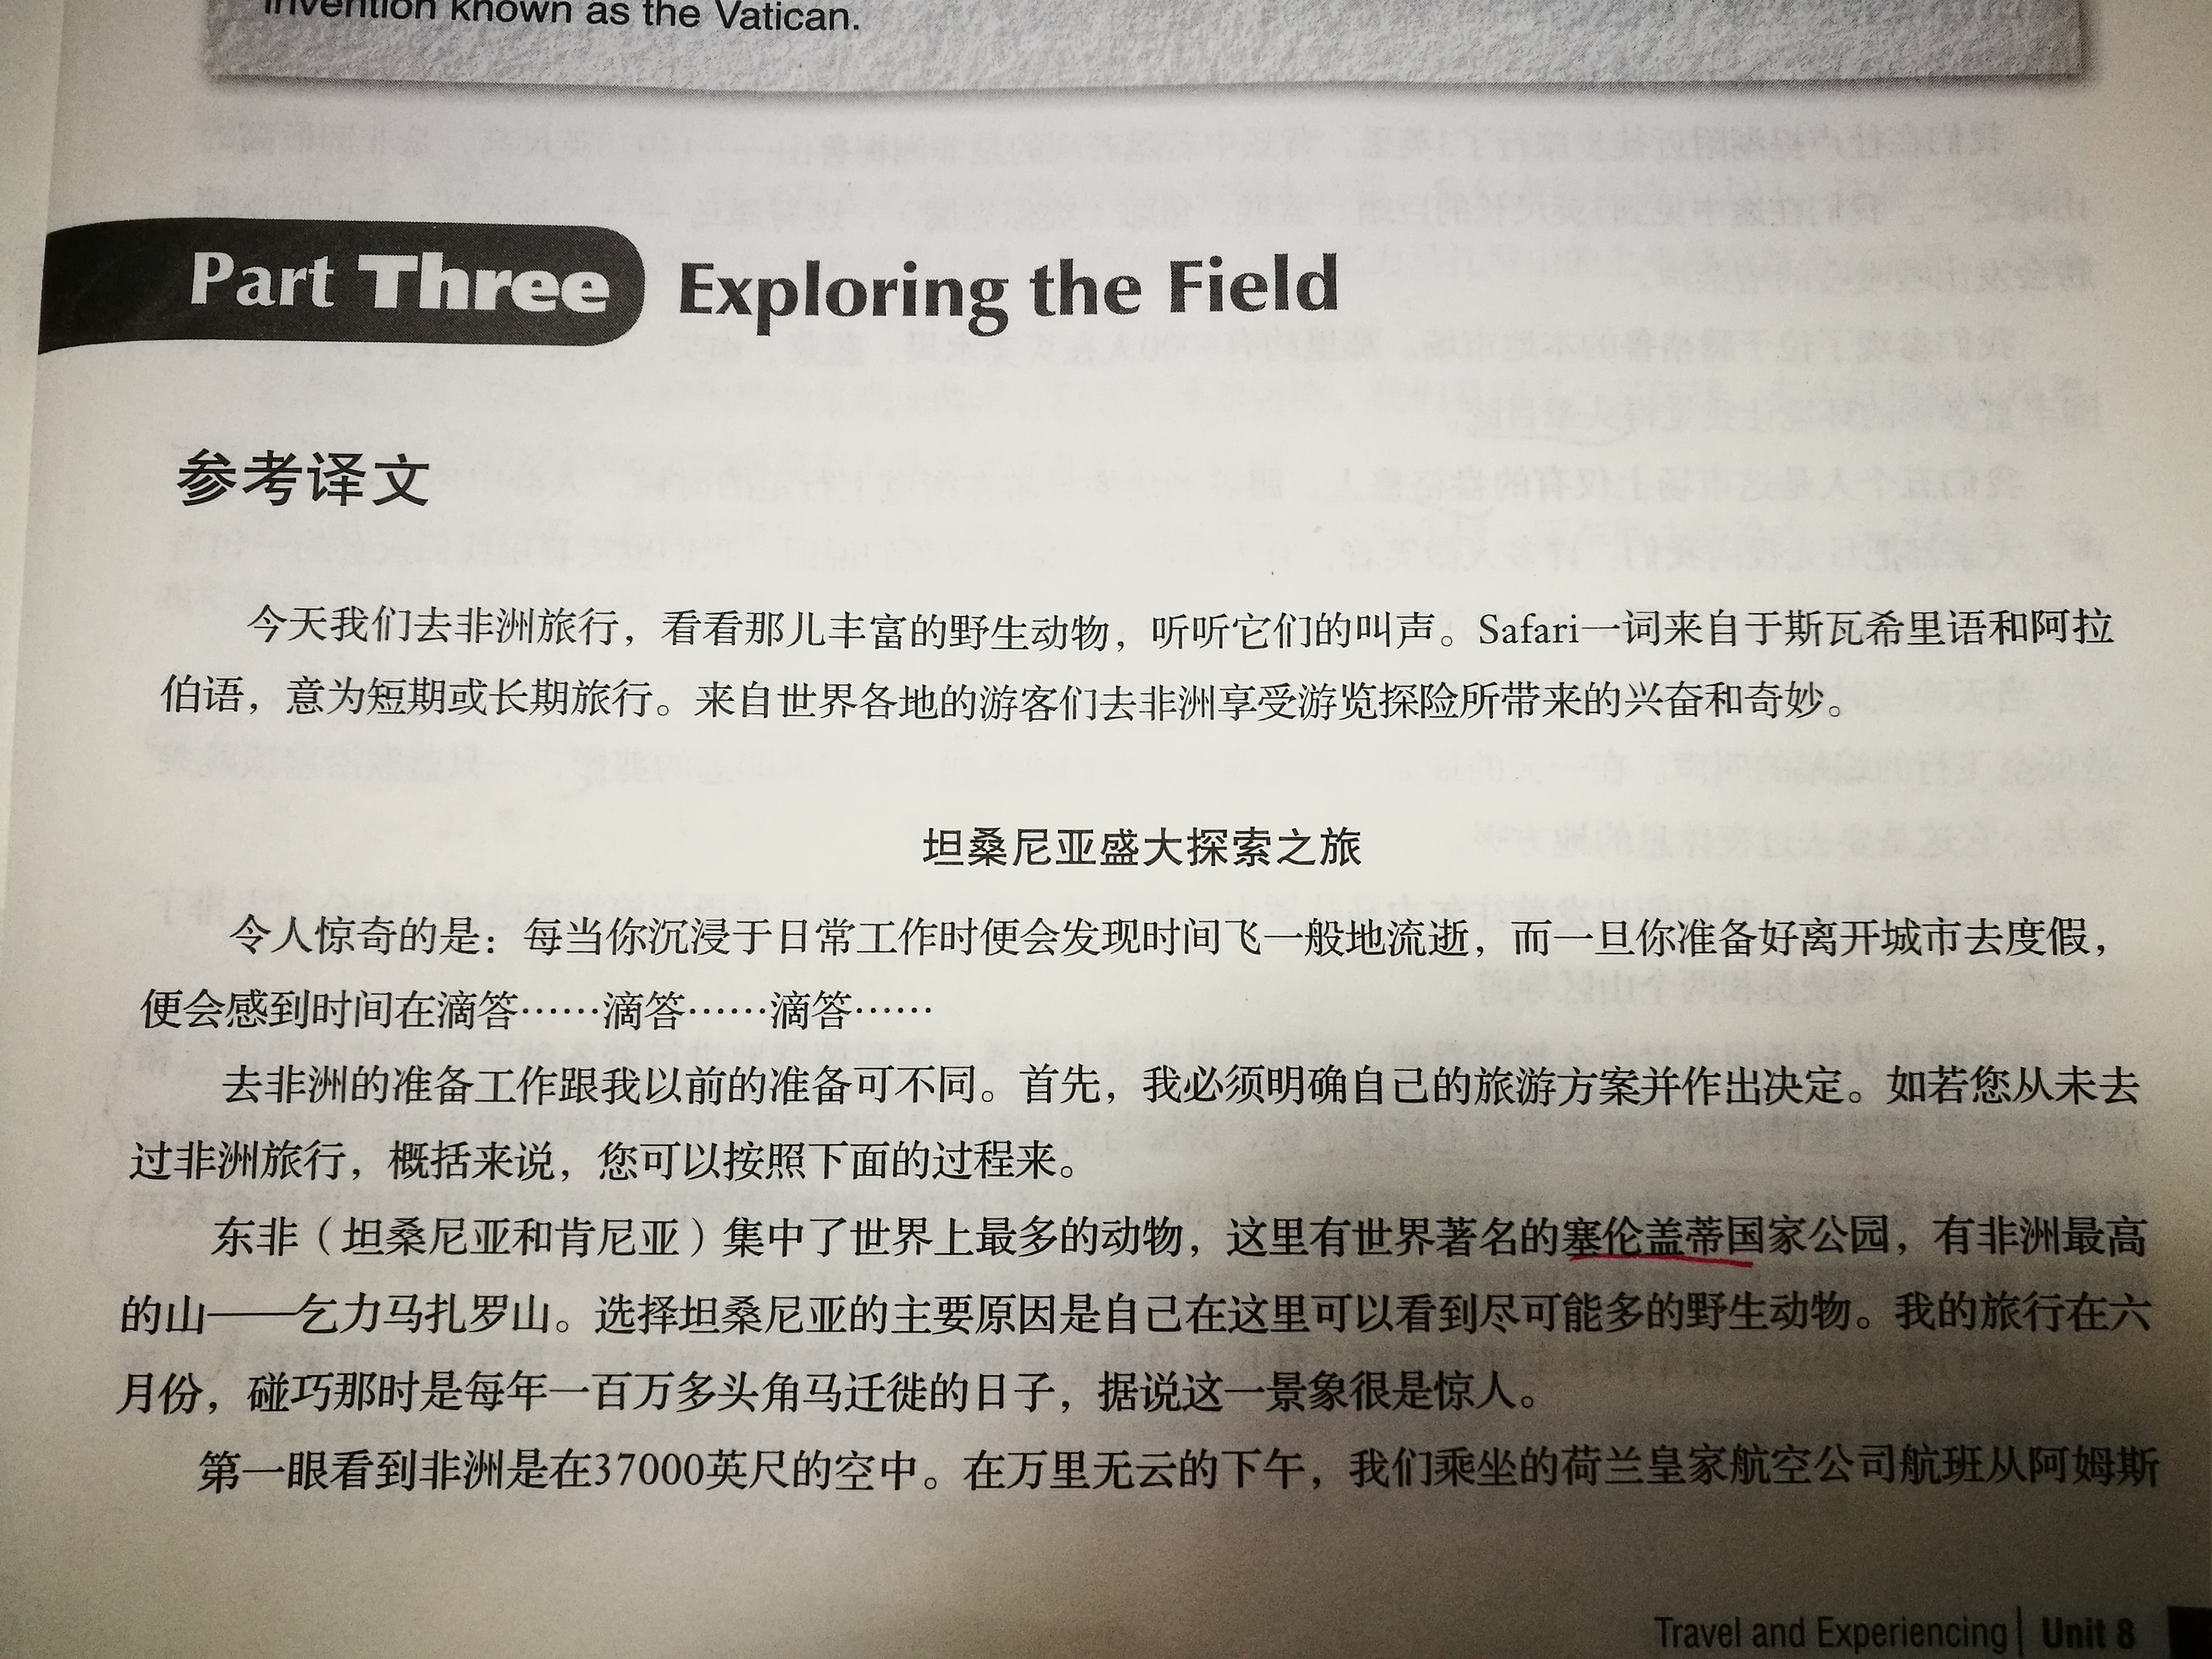 invention known as the Vatican.
Part Three Exploring the Field
参考译文
今天我们去非洲旅行，看看那儿丰富的野生动物，听听它们的叫声。Safari一词来自于斯瓦希里语和阿拉
伯语，意为短期或长期旅行。来自世界各地的游客们去非洲享受游览探险所带来的兴奋和奇妙。
坦桑尼亚盛大探索之旅
令人惊奇的是：每当你沉浸于日常工作时便会发现时间飞一般地流逝，而一旦你准备好离开城市去度假，
便会感到时间在滴答……滴答……滴答……
去非洲的准备工作跟我以前的准备可不同。首先，我必须明确自己的旅游方案并作出决定。如若您从未去
过非洲旅行，概括来说，您可以按照下面的过程来。
东非（坦桑尼亚和肯尼亚）集中了世界上最多的动物，这里有世界著名的塞伦盖蒂国家公园，有非洲最高
的山——乞力马扎罗山。选择坦桑尼亚的主要原因是自己在这里可以看到尽可能多的野生动物。我的旅行在六
月份，碰巧那时是每年一百万多头角马迁徙的日子，据说这一景象很是惊人。
第一眼看到非洲是在37000英尺的空中。在万里无云的下午，我们乘坐的荷兰皇家航空公司航班从阿姆斯
Travel and Experiencing | Unit 8